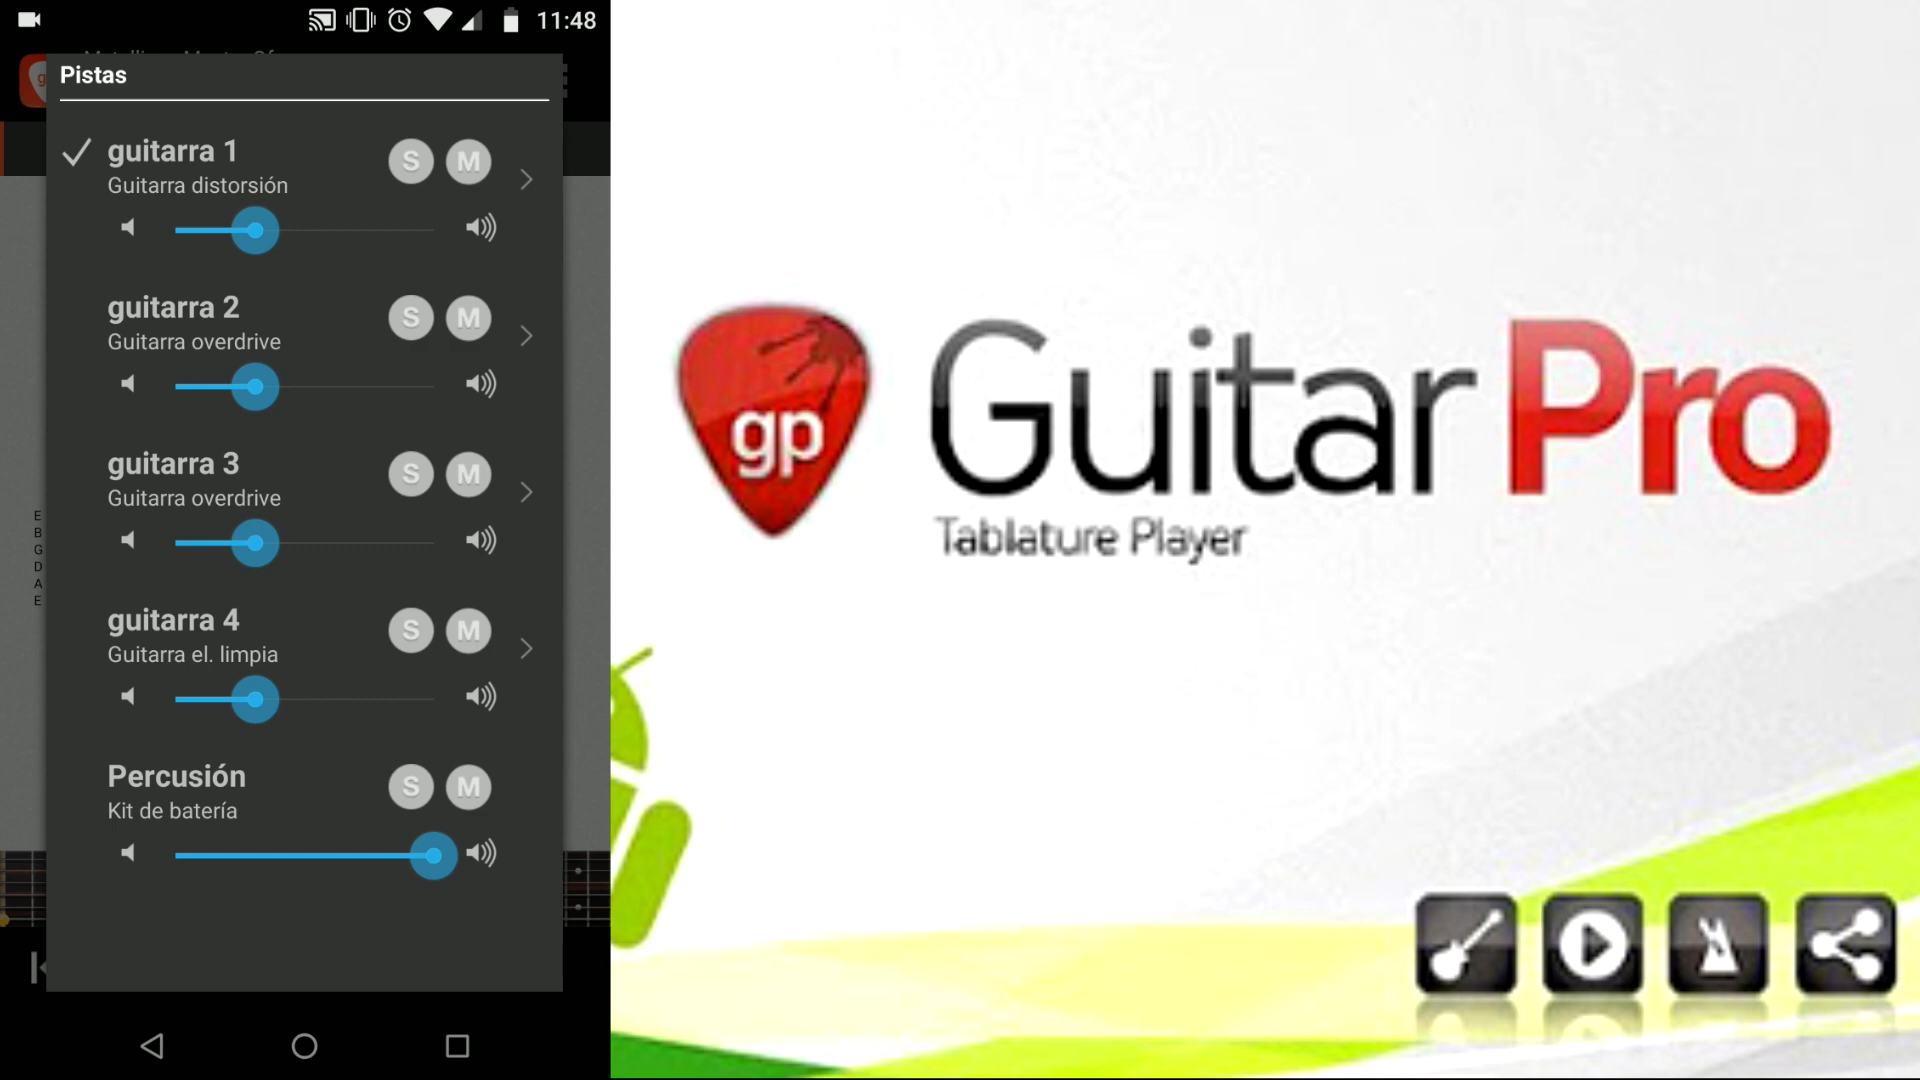 11:48
Pistas
guitarra 1
S M
Guitarra distorsión
guitarra 2
S M
Guitarra overdrive
guitarra 3
S M
Guitarra overdrive
guitarra 4
S M
Guitarra el. limpia
Percusión
S M
Kit de batería
E
B
G
D
A
E
gp
Guitar Pro
Tablature Player